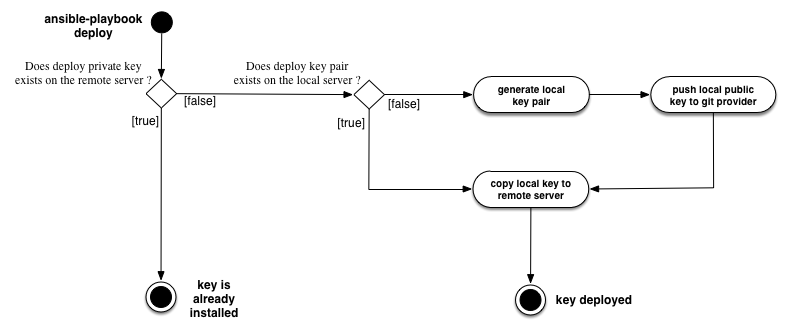 ansible-playbook
deploy
Does deploy private key
exists on the remote server ?
Does deploy key pair
exists on the local server ?
[false]
[true]
[false]
[true]
generate local
key pair
push local public
key to git provider
copy local key to
remote server
key is
already
installed
key deployed